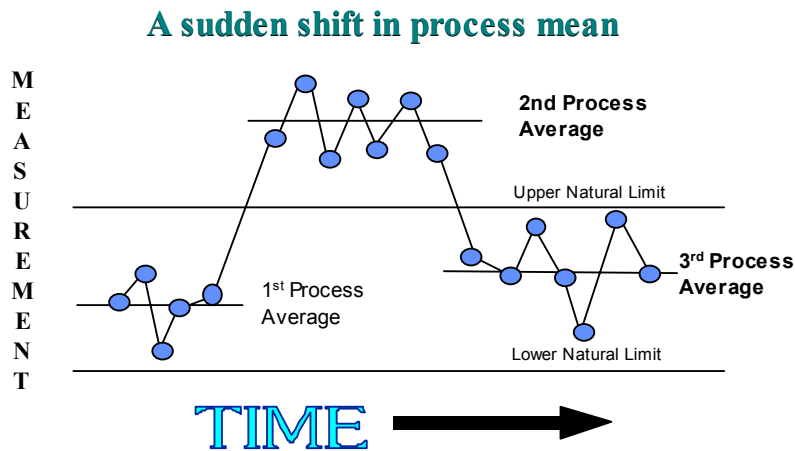 A sudden shift in process mean
MEASUREMENT
2nd Process
Average
Upper Natural Limit
1st Process
Average
3rd Process
Average
Lower Natural Limit
TIME